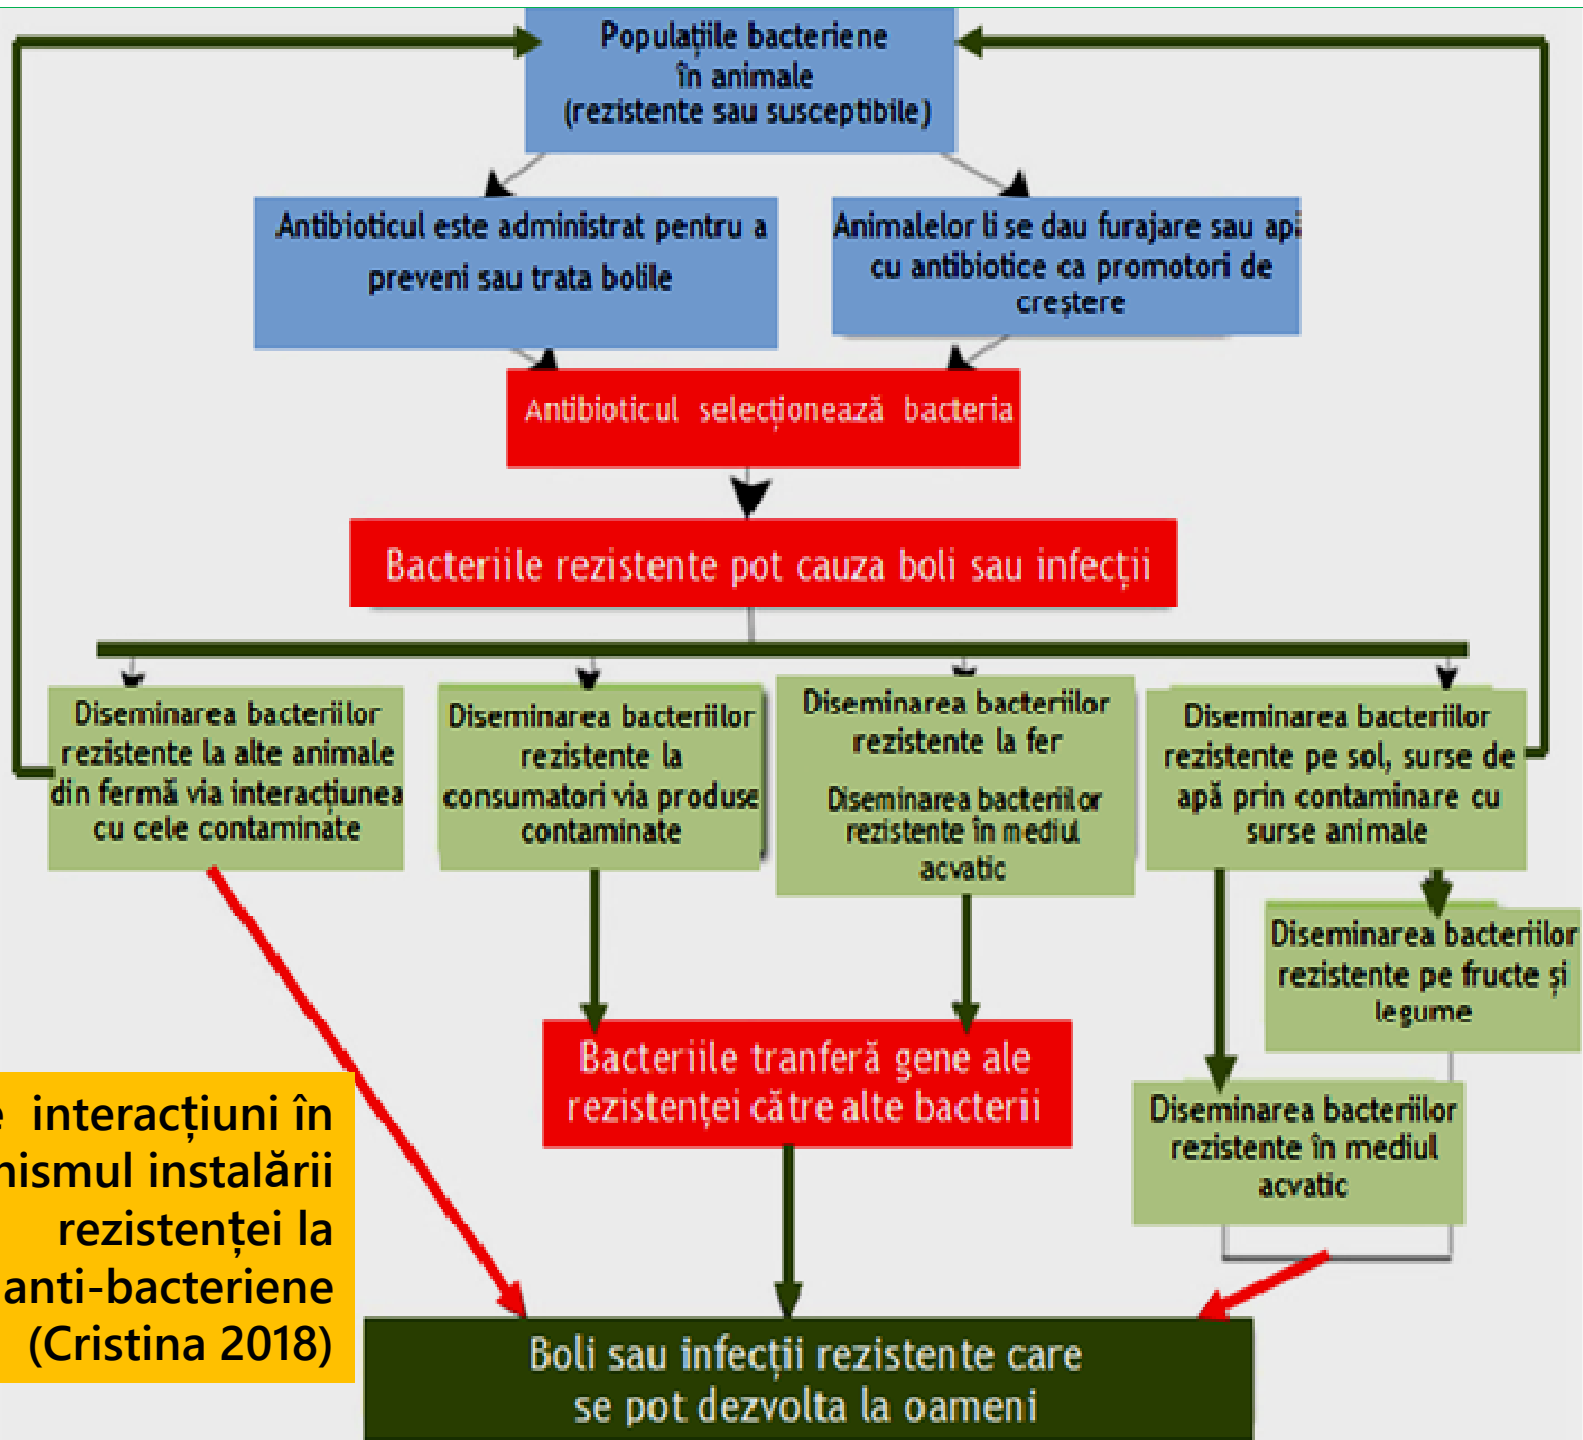 Populațiile bacteriene
în animale
(rezistente sau susceptibile)
Antibioticul este administrat pentru a
preveni sau trata bolile
Animalelor li se dau furajare sau apă
cu antibiotice ca promotori de
creștere
Antibioticul selecționează bacteria
Bacteriile rezistente pot cauza boli sau infecții
Diseminarea bacteriilor
rezistente la alte animale
din fermă via interacțiunea
cu cele contaminate
Diseminarea bacteriilor
rezistente la
consumatori via produse
contaminate
Diseminarea bacteriilor
rezistente la fer
Diseminarea bacteriilor
rezistente în mediul
acvatic
Diseminarea bacteriilor
rezistente pe sol, surse de
apă prin contaminare cu
surse animale
Diseminarea bacteriilor
rezistente pe fructe și
legume
Bacteriile tranferă gene ale
rezistenței către alte bacterii
Diseminarea bacteriilor
rezistente în mediul
acvatic
interacțiuni în
nismul instalării
rezistenței la
anti-bacteriene
(Cristina 2018)
Boli sau infecții rezistente care
se pot dezvolta la oameni